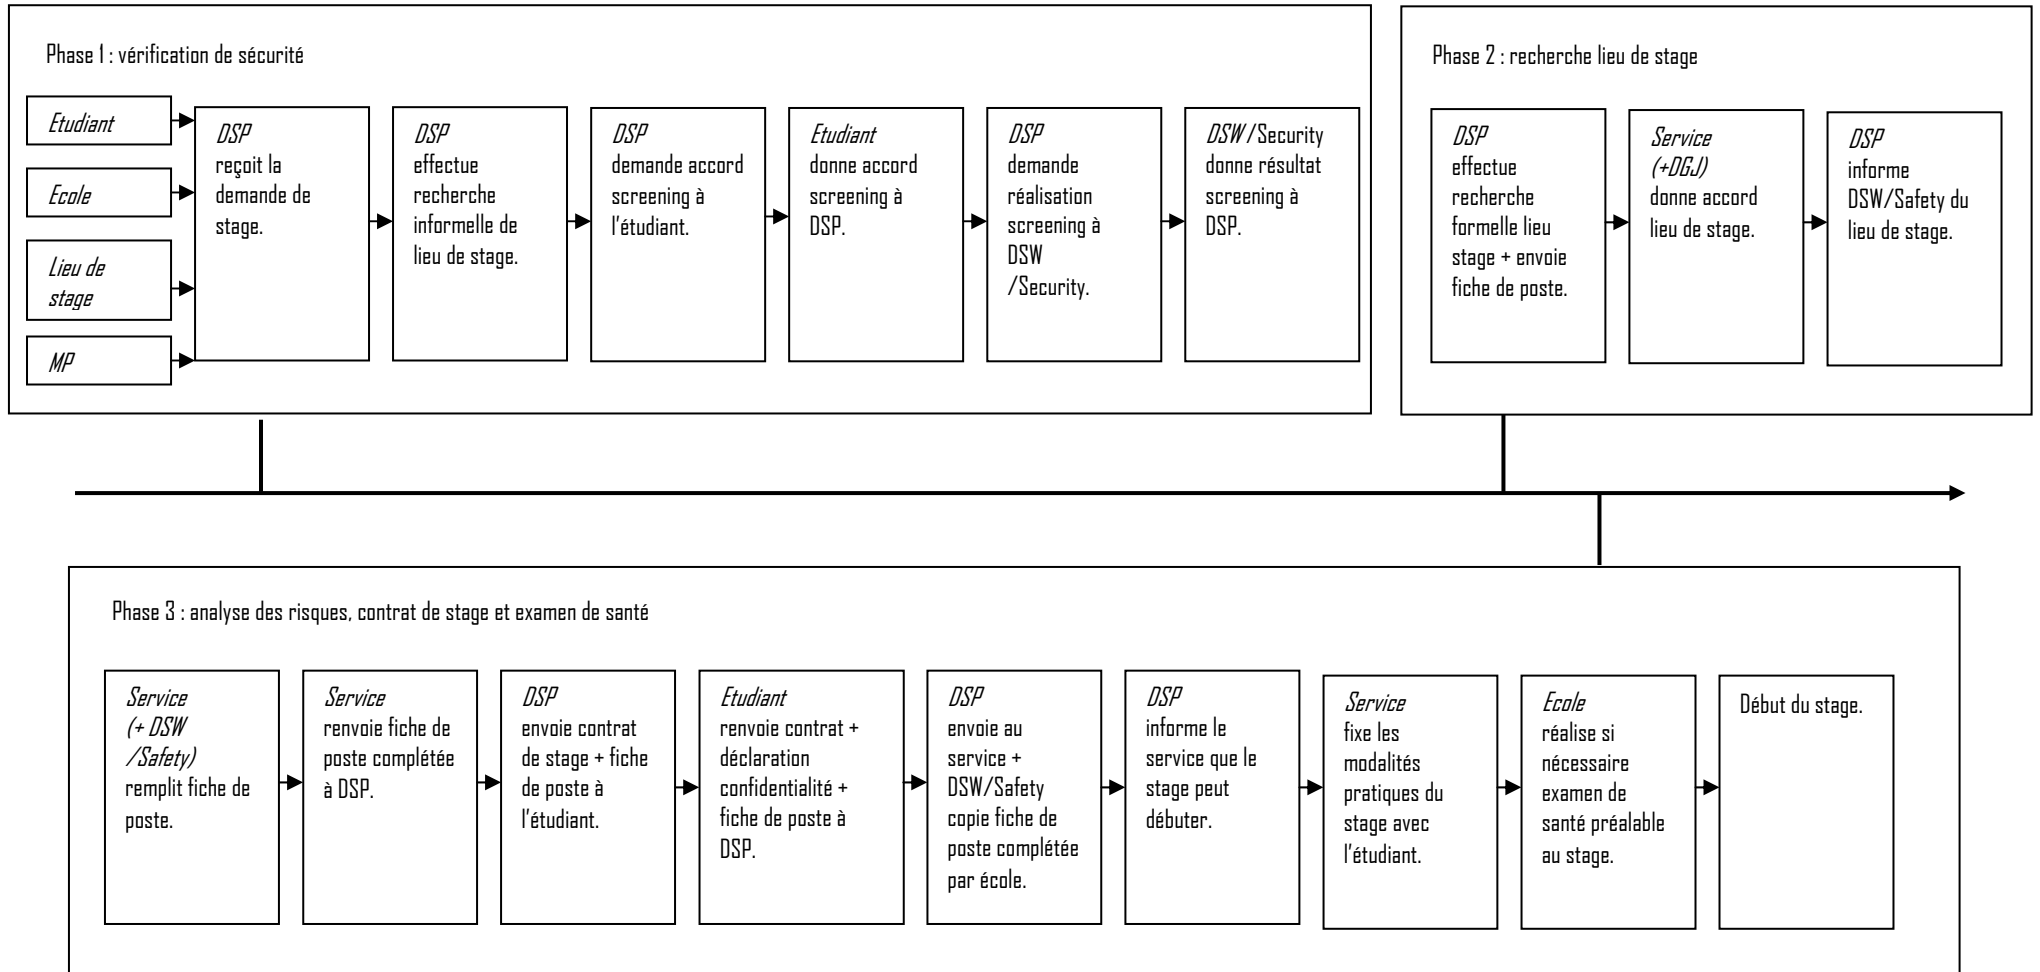 Phase 1 : vérification de sécurité
Etudiant
Ecole
Lieu de
stage
MP
DSP
reçoit la
demande de
stage.
DSP
effectue
recherche
informelle de
lieu de stage.
DSP
demande accord
screening à
l'étudiant.
Etudiant
donne accord
screening à
DSP.
DSP
demande
réalisation
screening à
DSW
/Security.
DSW/Security
donne résultat
screening à
DSP.
Phase 2 : recherche lieu de stage
DSP
effectue
recherche
formelle lieu
stage + envoie
fiche de poste.
Service
(+DGJ)
donne accord
lieu de stage.
DSP
informe
DSW/Safety du
lieu de stage.
Phase 3 : analyse des risques, contrat de stage et examen de santé
Service
(+ DSW
/Safety)
remplit fiche de
poste.
Service
renvoie fiche de
poste complétée
à DSP.
DSP
envoie contrat
de stage + fiche
de poste à
l'étudiant.
Etudiant
renvoie contrat +
déclaration
confidentialité +
fiche de poste à
DSP.
DSP
envoie au
service +
DSW/Safety
copie fiche de
poste complétée
par école.
DSP
informe le
service que le
stage peut
débuter.
Service
fixe les
modalités
pratiques du
stage avec
l'étudiant.
Ecole
réalise si
nécessaire
examen de
santé préalable
au stage.
Début du stage.